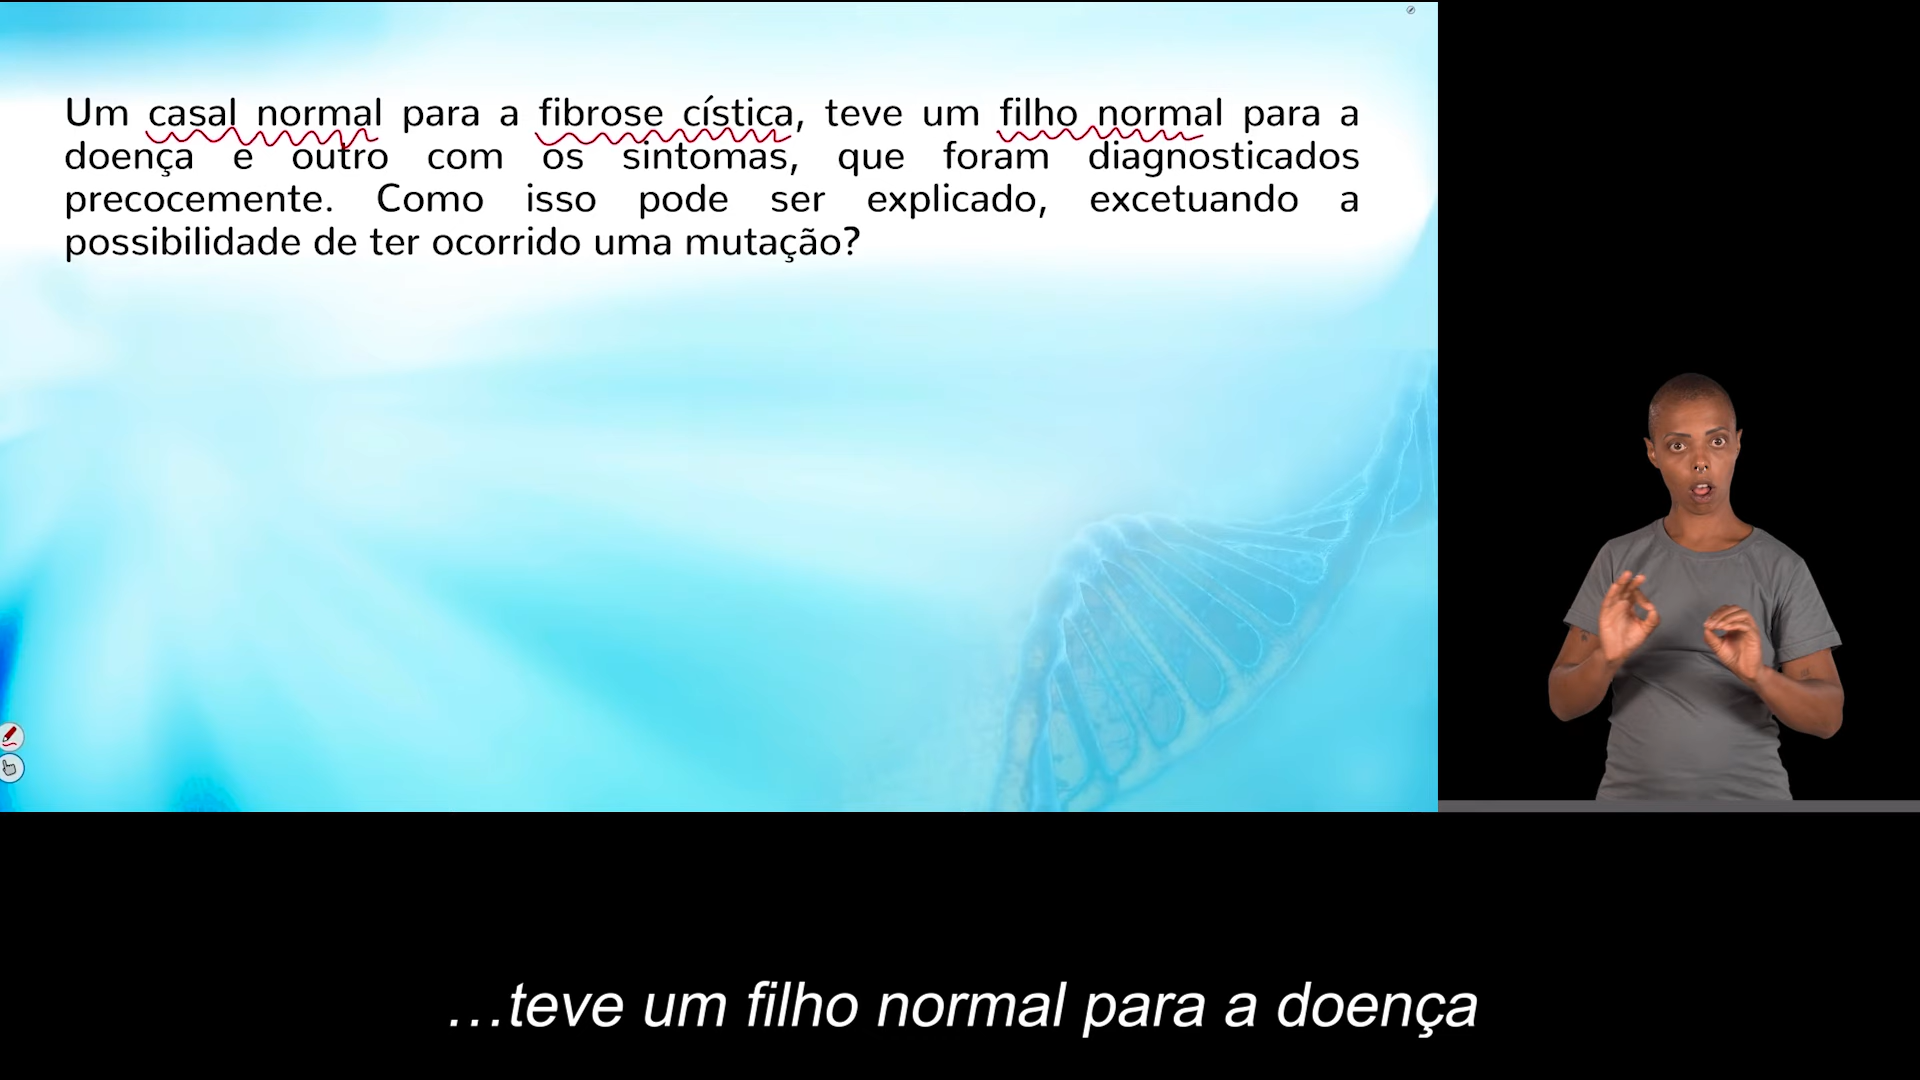 Um casal normal para a fibrose cística, teve um filho normal para a
doença e outro com os sintomas, que foram diagnosticados
precocemente. Como isso pode ser explicado, excetuando a
possibilidade de ter ocorrido uma mutação?
...teve um filho normal para a doença